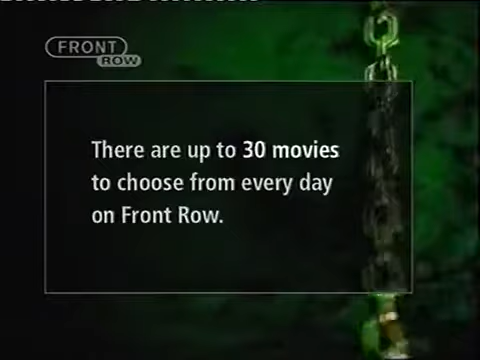 FRONT
ROW
There are up to 30 movies
to choose from every day
on Front Row.